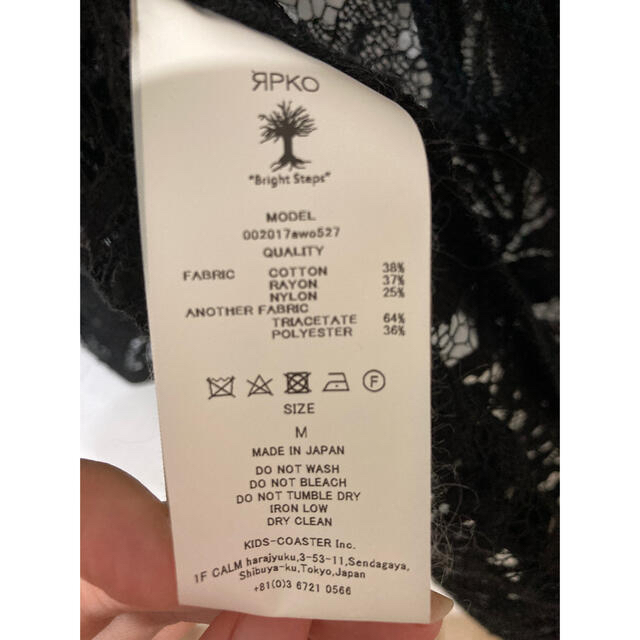 ЯPKO
"Bright Steps"
MODEL
002017awo527
QUALITY
FABRIC COTTON 38%
RAYON 37%
NYLON 25%
ANOTHER FABRIC
TRIACETATE 64%
POLYESTER 36%
F
SIZE
M
MADE IN JAPAN
DO NOT WASH
DO NOT BLEACH
DO NOT TUMBLE DRY
IRON LOW
DRY CLEAN
KIDS-COASTER Inc.
1F CALM harajyuku,3-53-11,Sendagaya,
Shibuya-ku,Tokyo,Japan
+81(0)3 6721 0566